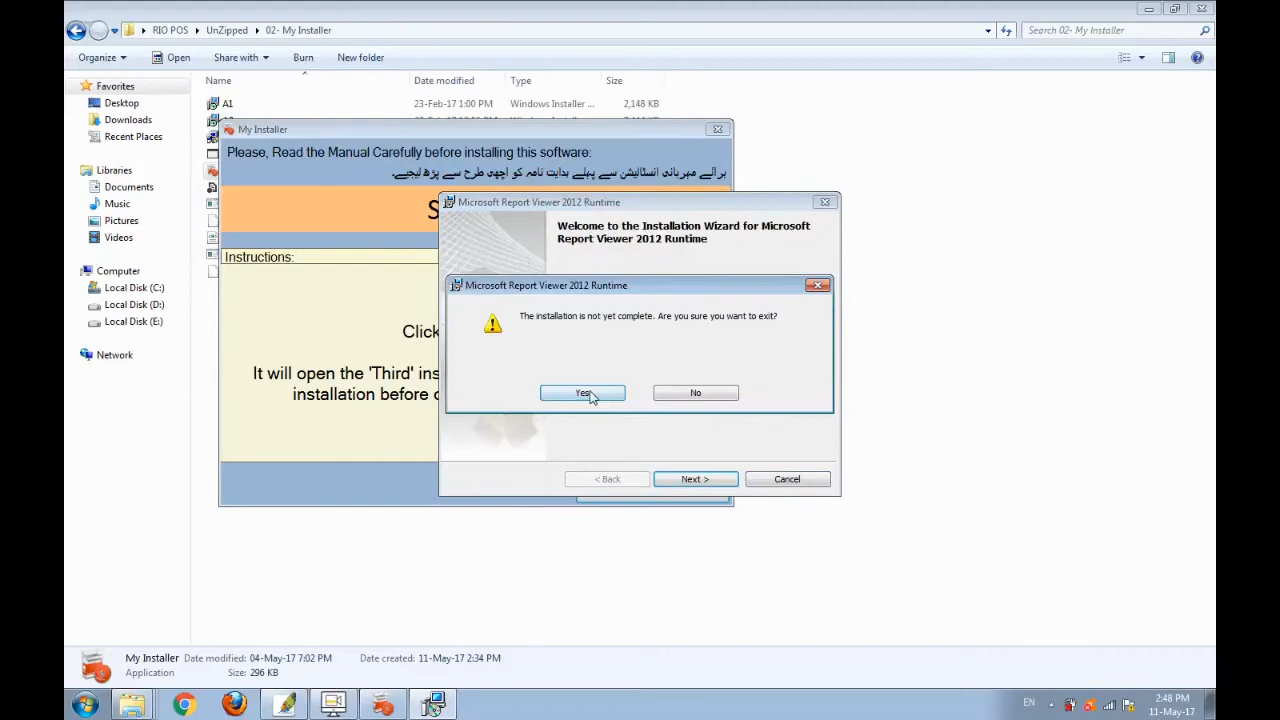 RIO POS
UnZipped
02- My Installer
Search 02- My Installer
Organize
Open
Share with
Burn
New folder
Favorites
Desktop
Downloads
Recent Places
Libraries
Documents
Music
Pictures
Videos
Computer
Local Disk (C:)
Local Disk (D:)
Local Disk (E:)
Network
Name
Date modified
Type
Size
A1
23-Feb-17 1:00 PM
Windows Installer ...
2,148 KB
My Installer
Please, Read the Manual Carefully before installing this software:
برائے مہربانی انسٹالیشن سے پہلے ہدایت نامہ کو اچھی طرح سے پڑھ لیجیے۔
S
Instructions:
Click
It will open the 'Third' ins
installation before c
Microsoft Report Viewer 2012 Runtime
Welcome to the Installation Wizard for Microsoft
Report Viewer 2012 Runtime
Microsoft Report Viewer 2012 Runtime
The installation is not yet complete. Are you sure you want to exit?
Yes
No
< Back
Next >
Cancel
My Installer
Date modified: 04-May-17 7:02 PM
Date created: 11-May-17 2:34 PM
Application
Size: 296 KB
EN
2:48 PM
11-May-17